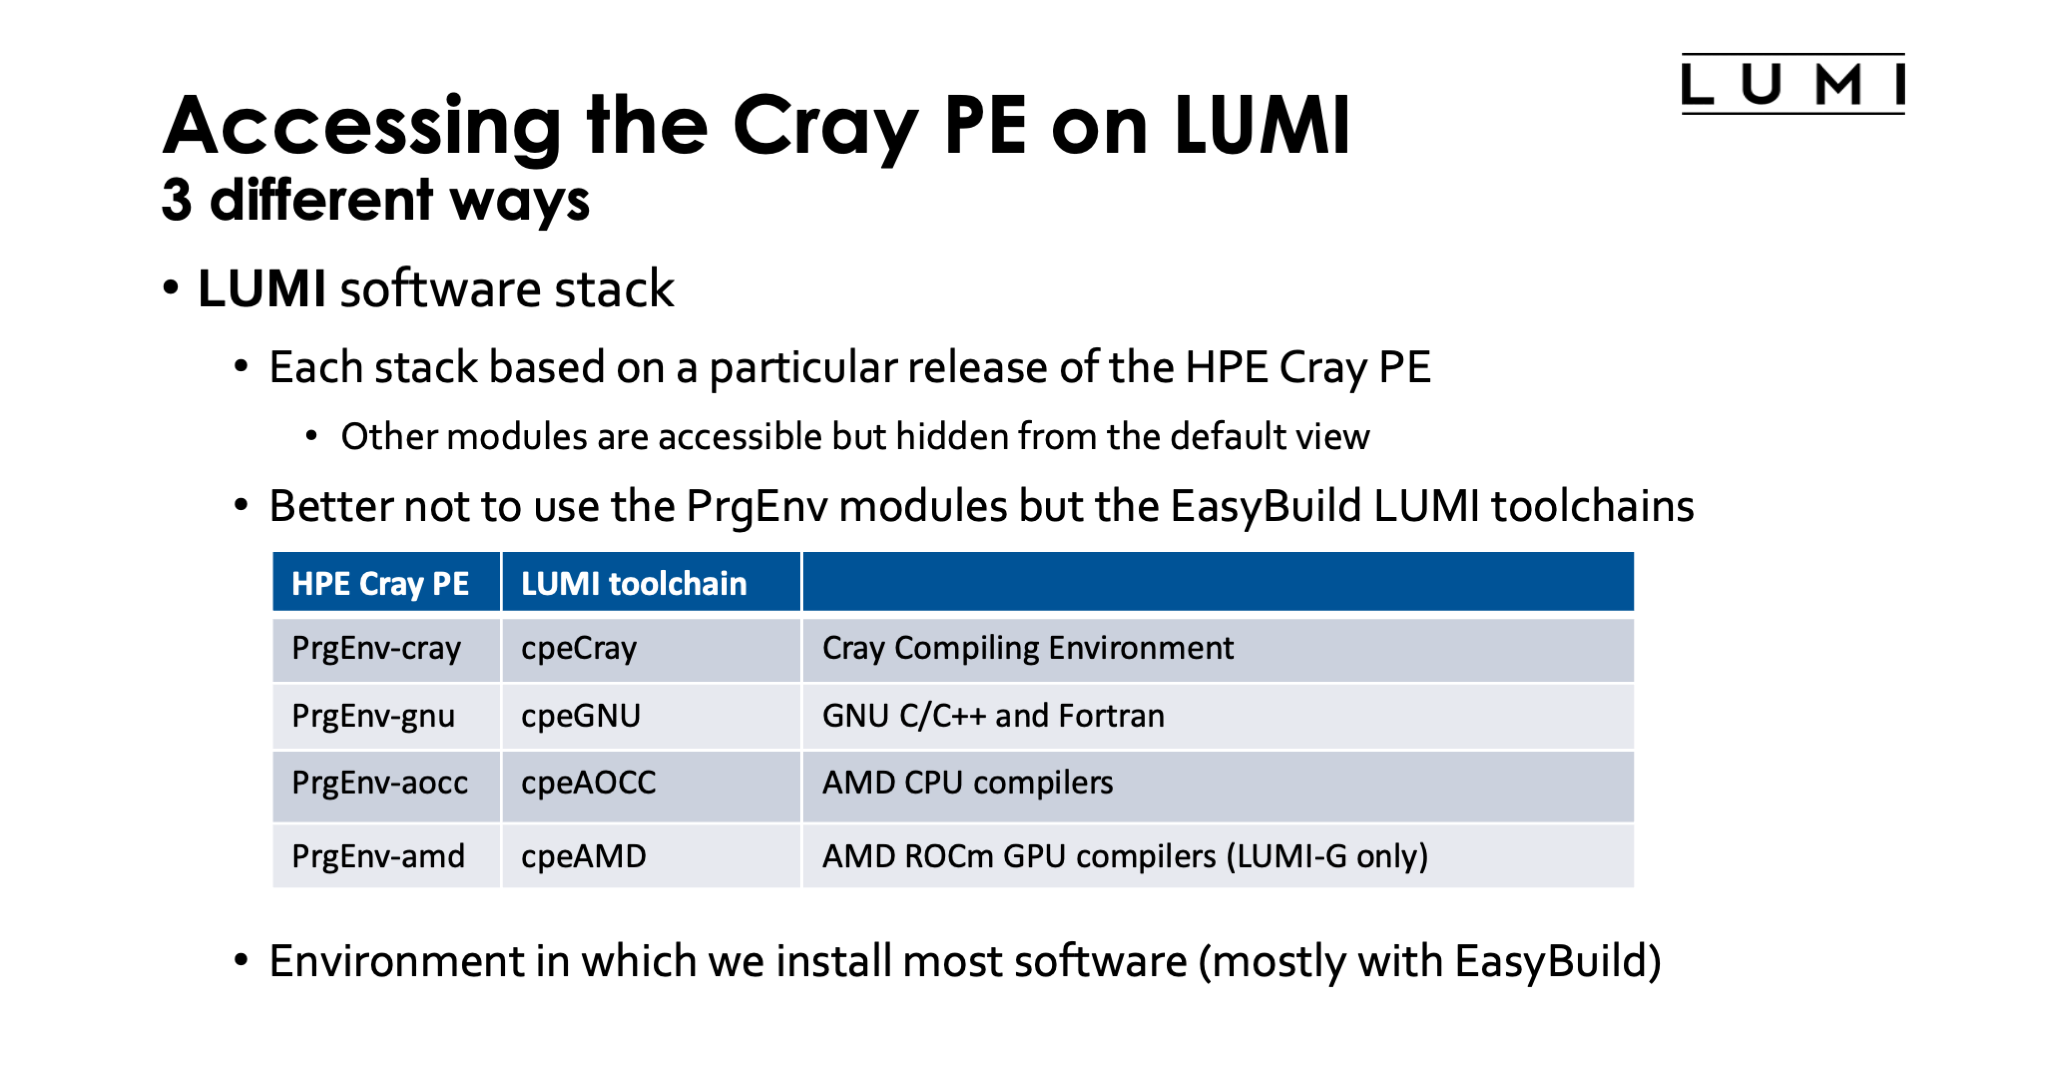 LUMI
Accessing the Cray PE on LUMI
3 different ways
• LUMI software stack
• Each stack based on a particular release of the HPE Cray PE
• Other modules are accessible but hidden from the default view
• Better not to use the PrgEnv modules but the EasyBuild LUMI toolchains
HPE Cray PE LUMI toolchain
PrgEnv-cray cpeCray Cray Compiling Environment
PrgEnv-gnu cpeGNU GNU C/C++ and Fortran
PrgEnv-aocc cpeAOCC AMD CPU compilers
PrgEnv-amd cpeAMD AMD ROCm GPU compilers (LUMI-G only)
• Environment in which we install most software (mostly with EasyBuild)